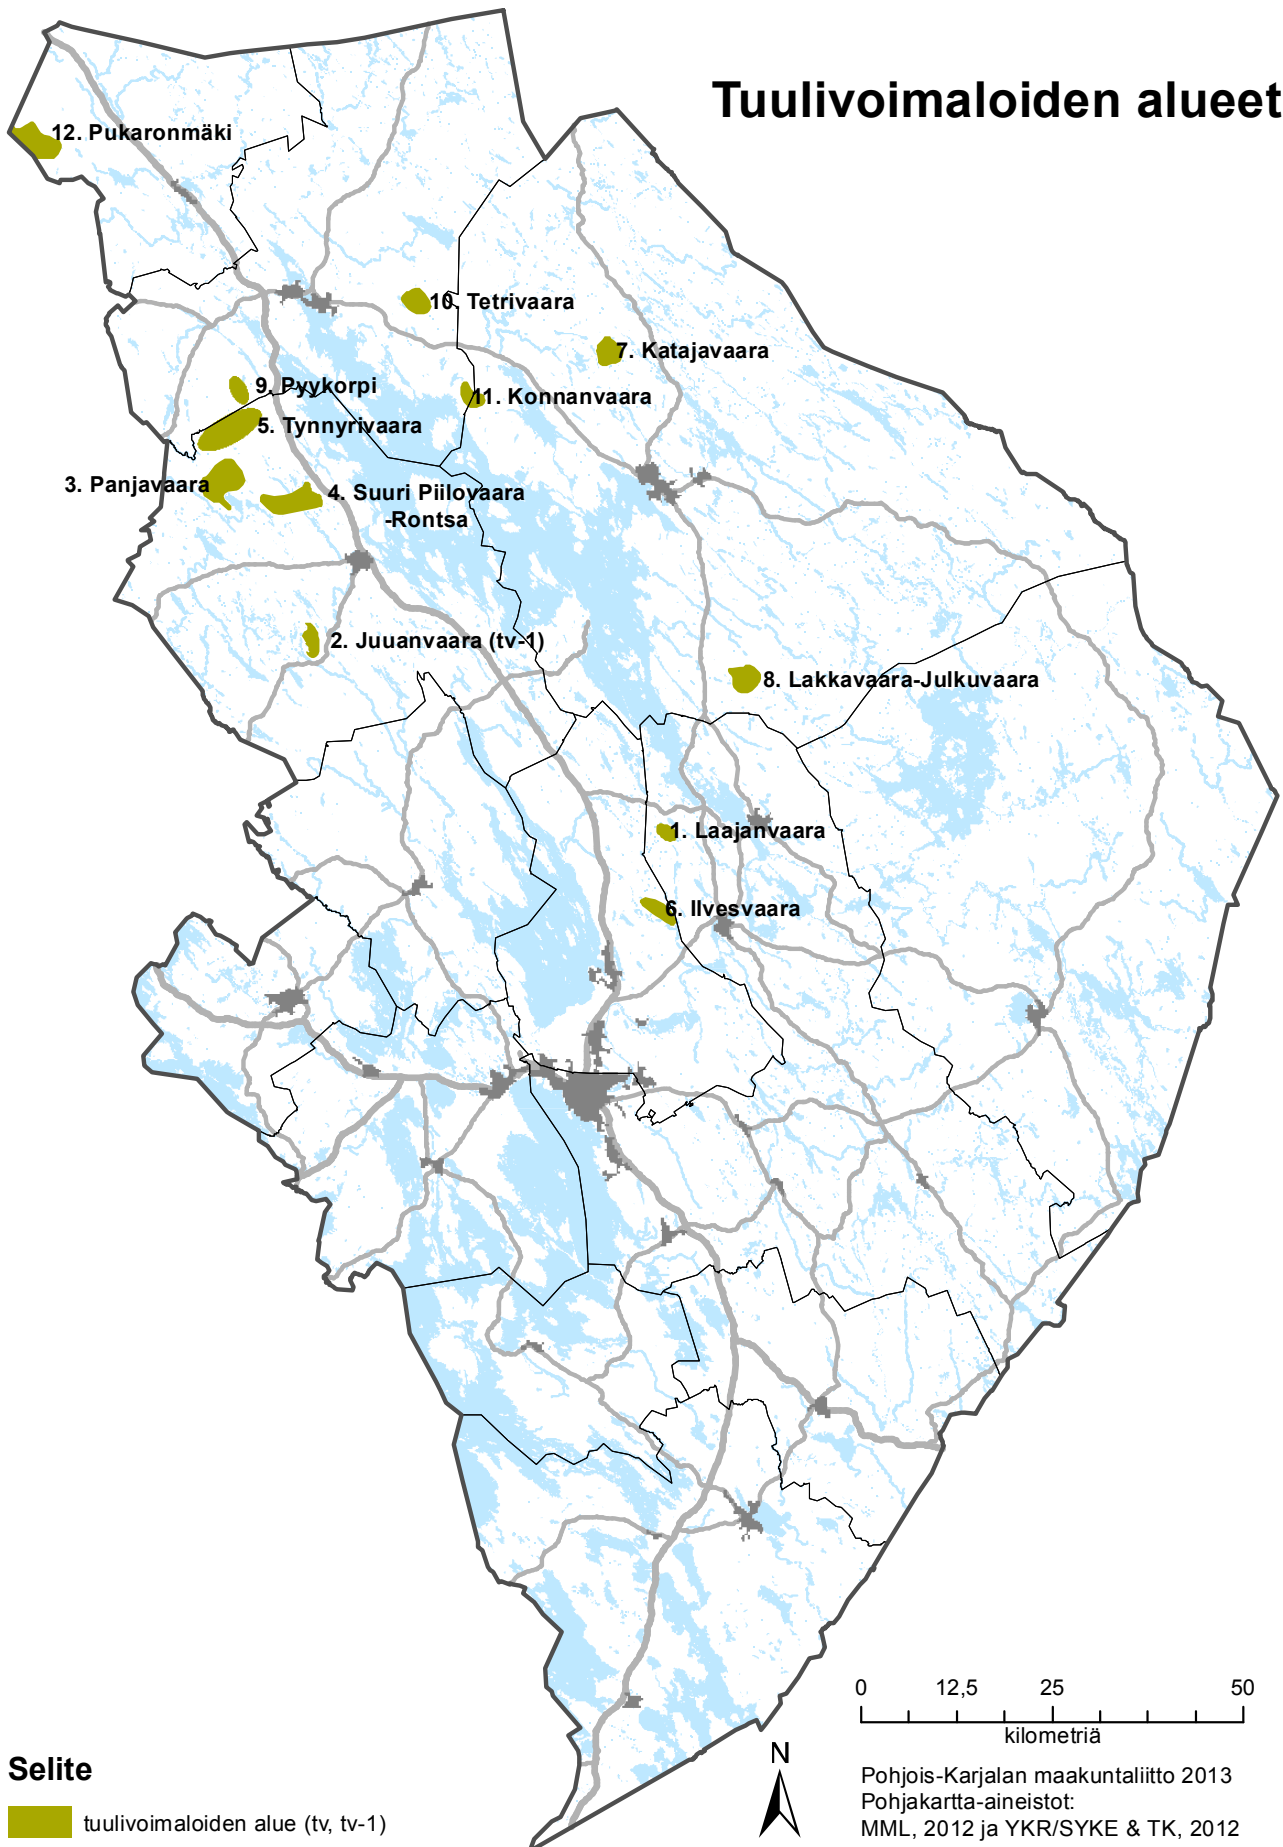 Tuulivoimaloiden alueet
12. Pukaronmäki
10. Tetrivaara
7. Katajavaara
9. Pyykorpi
11. Konnanvaara
5. Tynnyrivaara
3. Panjavaara
4. Suuri Piilovaara
-Rontsa
2. Juuanvaara (tv-1)
8. Lakkavaara-Julkuvaara
1. Laajanvaara
6. Ilvesvaara
0 12,5 25 50
kilometriä
N
Selite
tuulivoimaloiden alue (tv, tv-1)
Pohjois-Karjalan maakuntaliitto 2013
Pohjakartta-aineistot:
MML, 2012 ja YKR/SYKE & TK, 2012